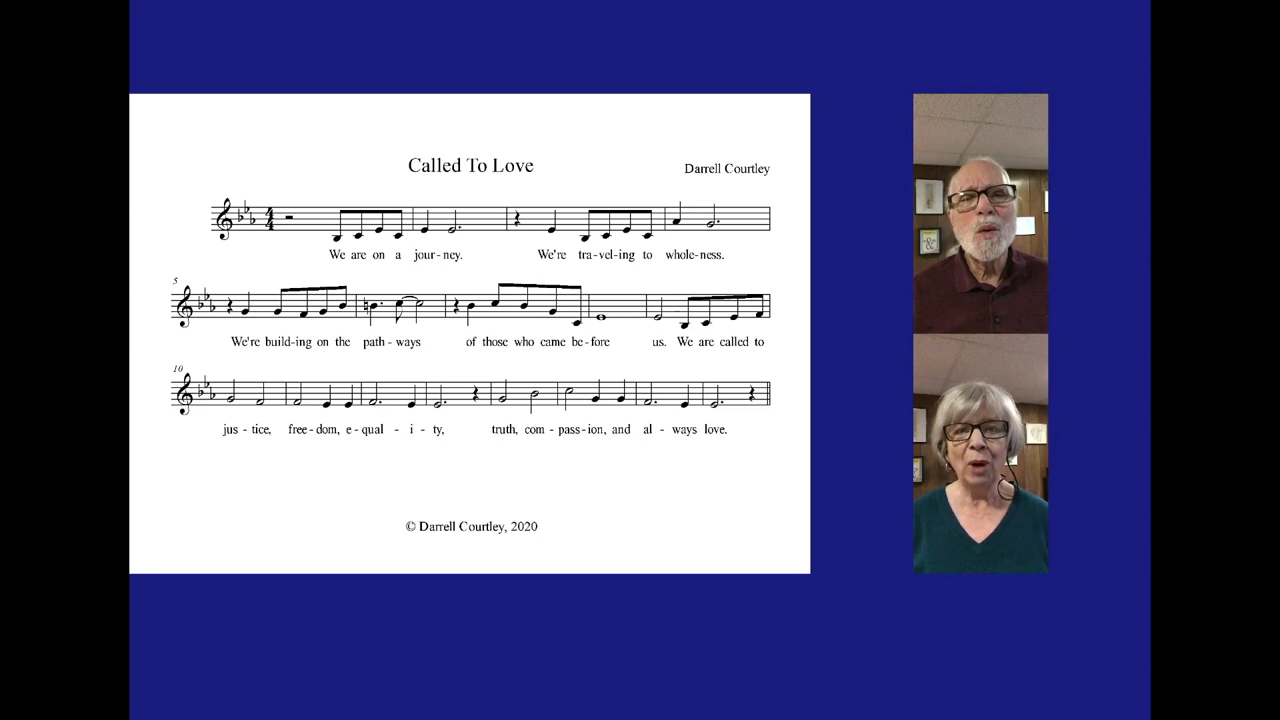 Called To Love
Darrell Courtley
4
4
We are on a jour - ney. We're tra - vel - ing to whole - ness.
5
We're build - ing on the path - ways of those who came be - fore us. We are called to
10
jus - tice, free - dom, e - qual - i - ty, truth, com - pass - ion, and al - ways love.
© Darrell Courtley, 2020
&